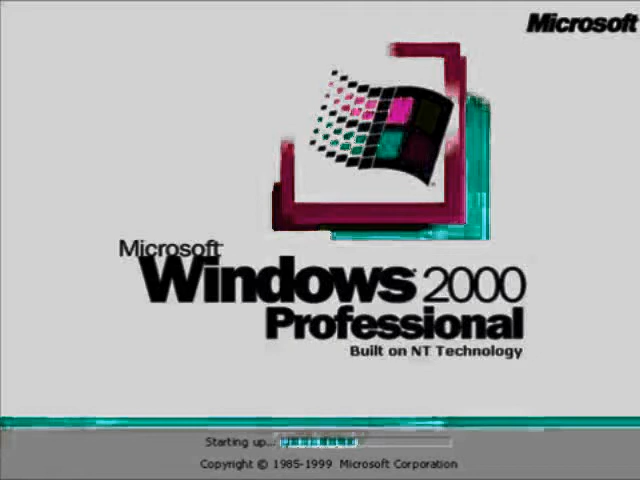 Microsoft
Microsoft
Windows 2000
Professional
Built on NT Technology
Starting up...
Copyright © 1985-1999 Microsoft Corporation